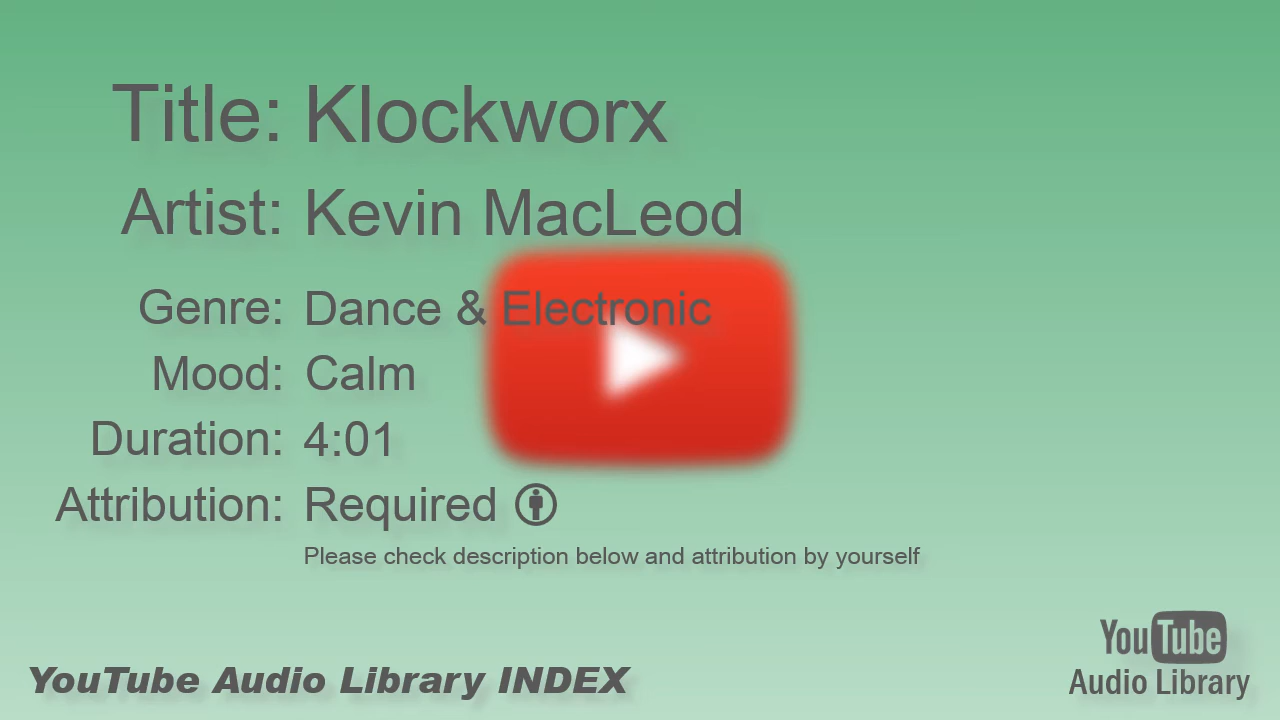 Title: Klockworx
Artist: Kevin MacLeod
Genre: Dance & Electronic
Mood: Calm
Duration: 4:01
Attribution: Required
Please check description below and attribution by yourself
YouTube Audio Library INDEX
YouTube
Audio Library